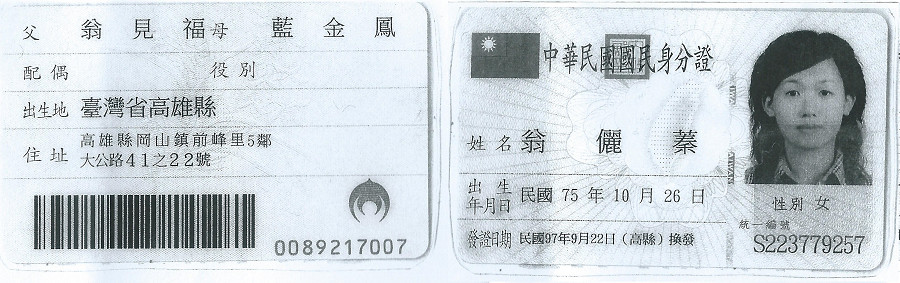 父 翁見福 母 藍金鳳
配偶 役別
出生地 臺灣省高雄縣
住址 高雄縣岡山鎮前峰里5鄰
大公路41之22號
0089217007
中華民國國民身分證
姓名 翁儷蓁
出生年月日 民國 75 年 10 月 26 日
性別 女
統一編號
發證日期 民國97年9月22日(高縣)換發
S223779257